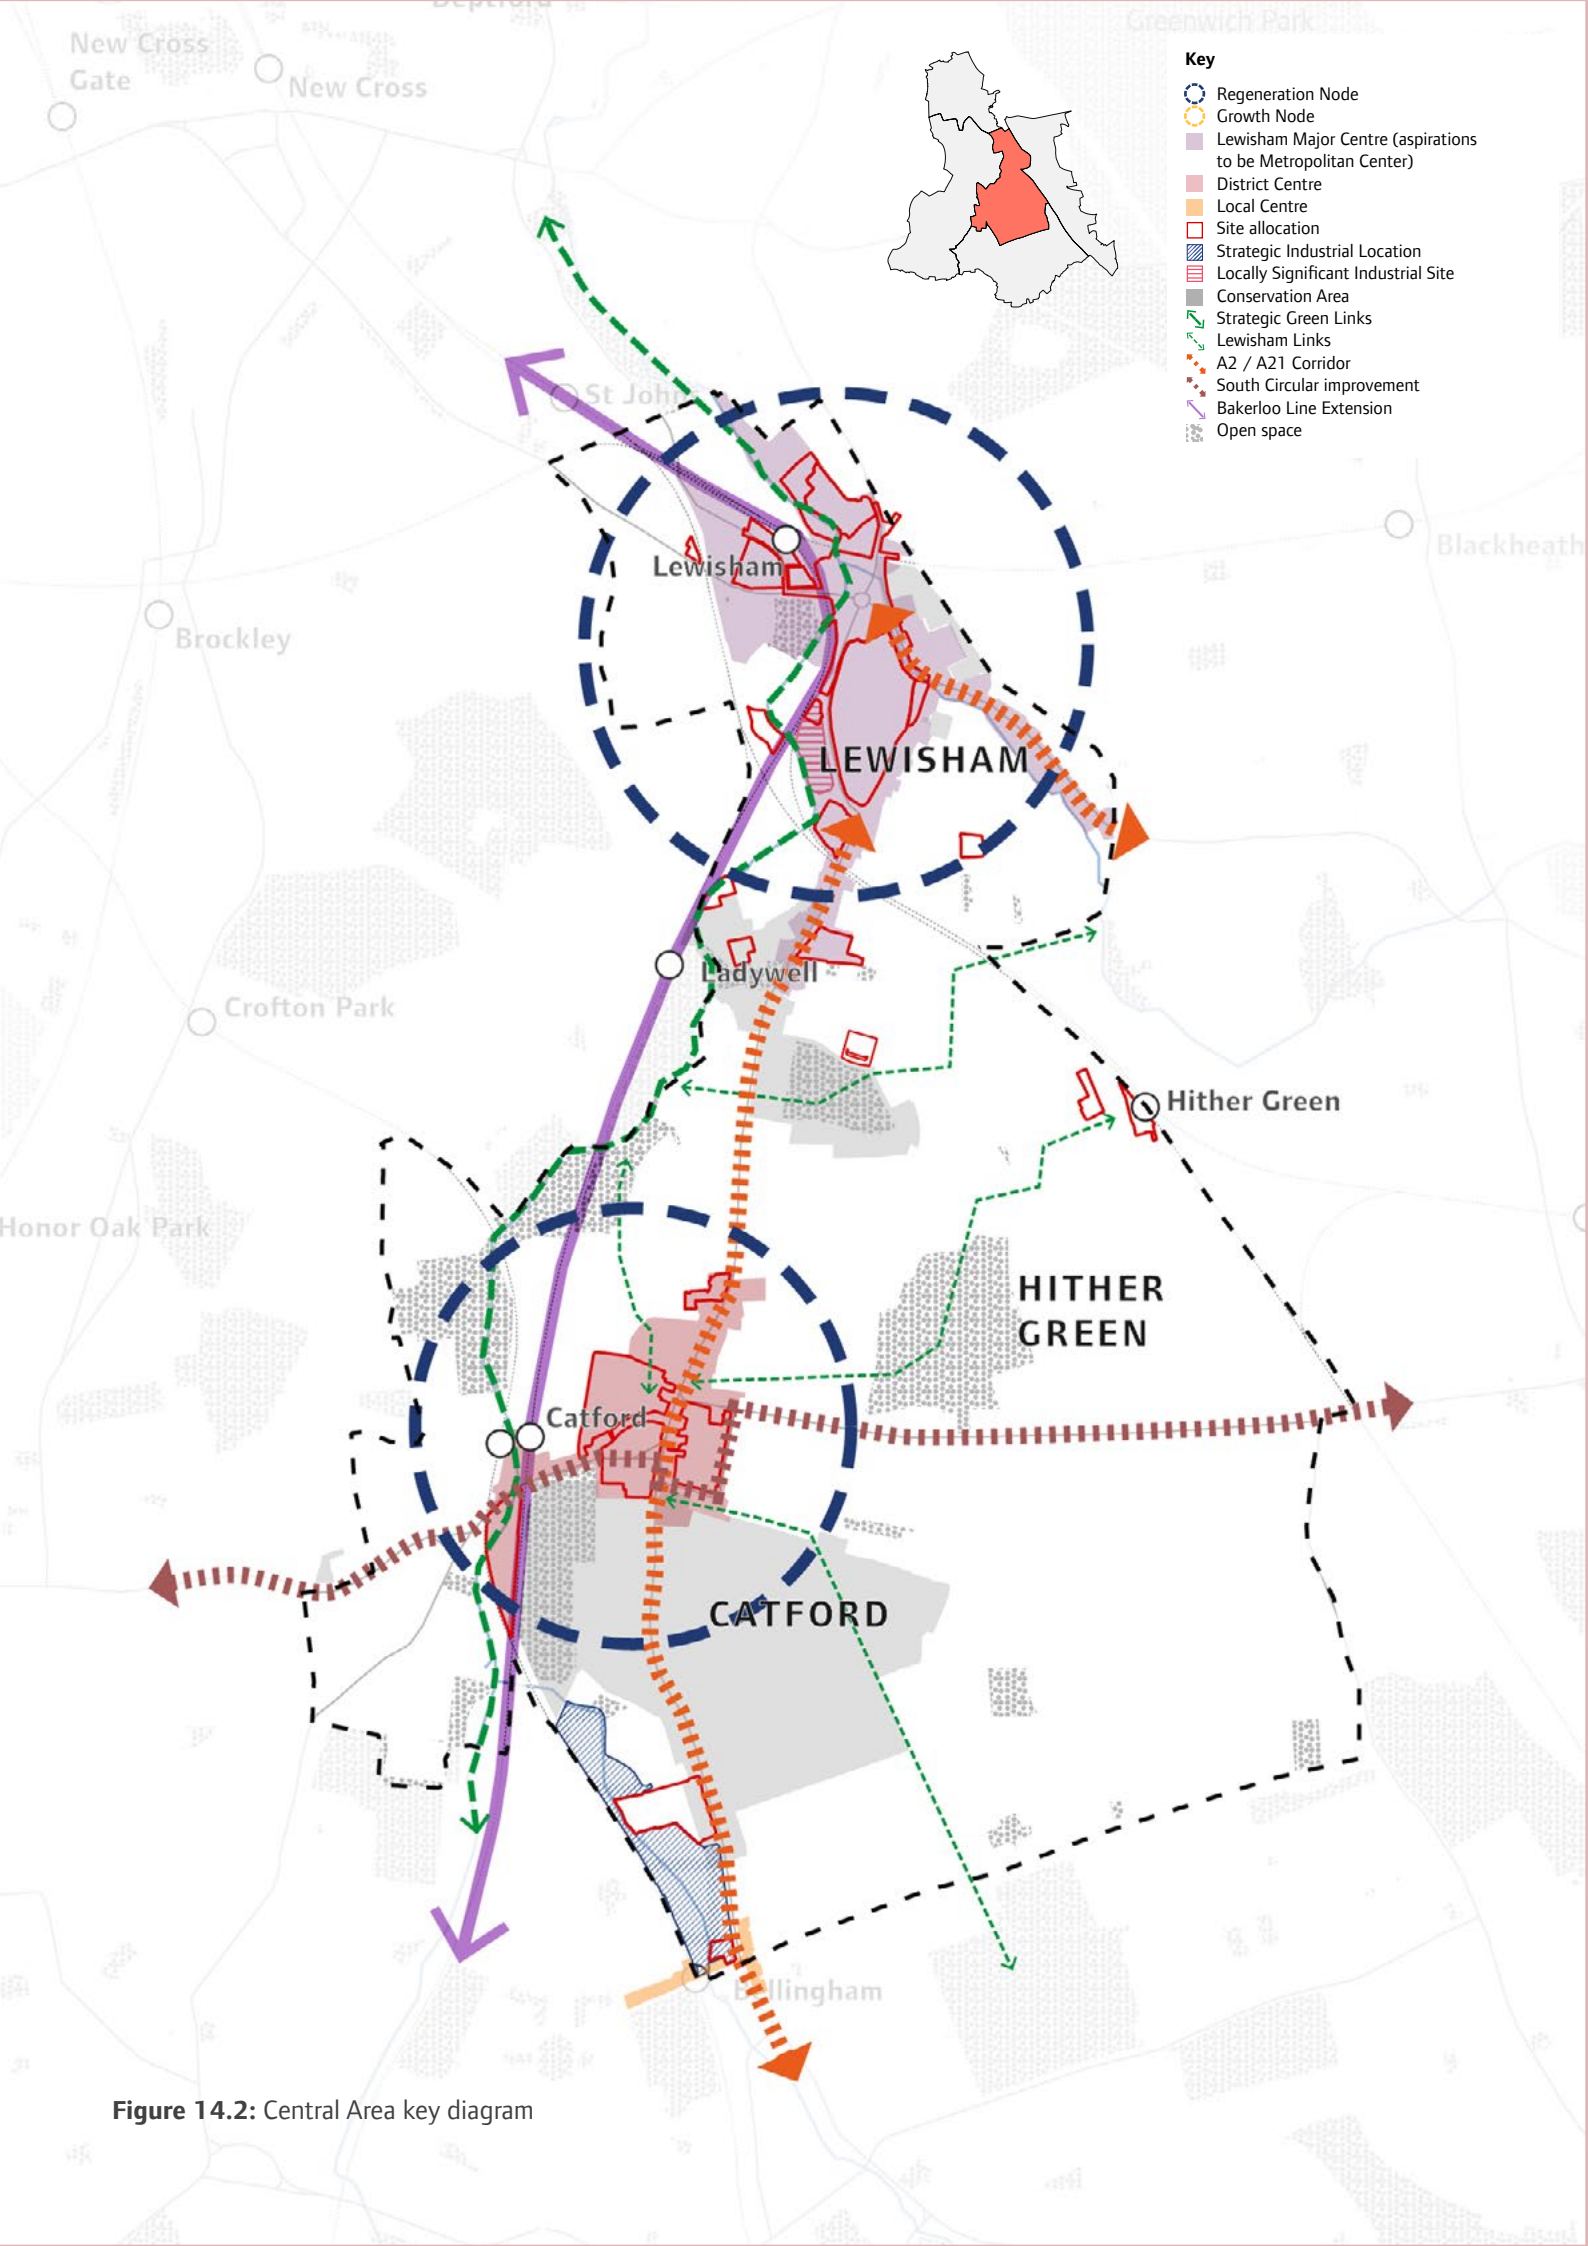 Deptford
Greenwich Park
New Cross
Gate
New Cross
Key
Regeneration Node
Growth Node
Lewisham Major Centre (aspirations
to be Metropolitan Center)
District Centre
Local Centre
Site allocation
Strategic Industrial Location
Locally Significant Industrial Site
Conservation Area
Strategic Green Links
Lewisham Links
A2 / A21 Corridor
South Circular improvement
Bakerloo Line Extension
Open space
St John
Blackheath
Lewisham
Brockley
LEWISHAM
Ladywell
Crofton Park
Hither Green
Honor Oak Park
HITHER
GREEN
Catford
CATFORD
Bellingham
Figure 14.2: Central Area key diagram